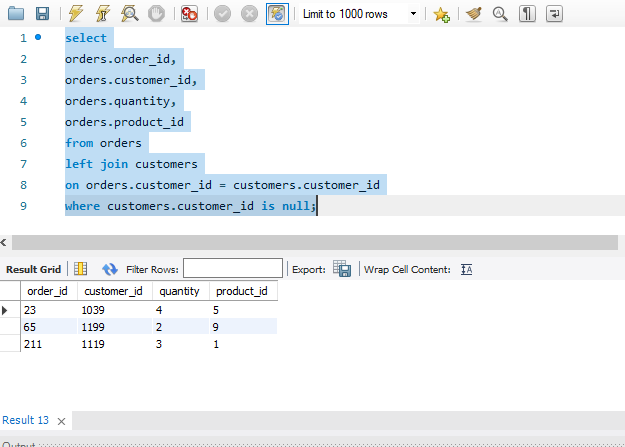 Limit to 1000 rows
1 select
2 orders.order_id,
3 orders.customer_id,
4 orders.quantity,
5 orders.product_id
6 from orders
7 left join customers
8 on orders.customer_id = customers.customer_id
9 where customers.customer_id is null;
Result Grid Filter Rows: Export: Wrap Cell Content:
order_id customer_id quantity product_id
23 1039 4 5
65 1199 2 9
211 1119 3 1
Result 13
Output